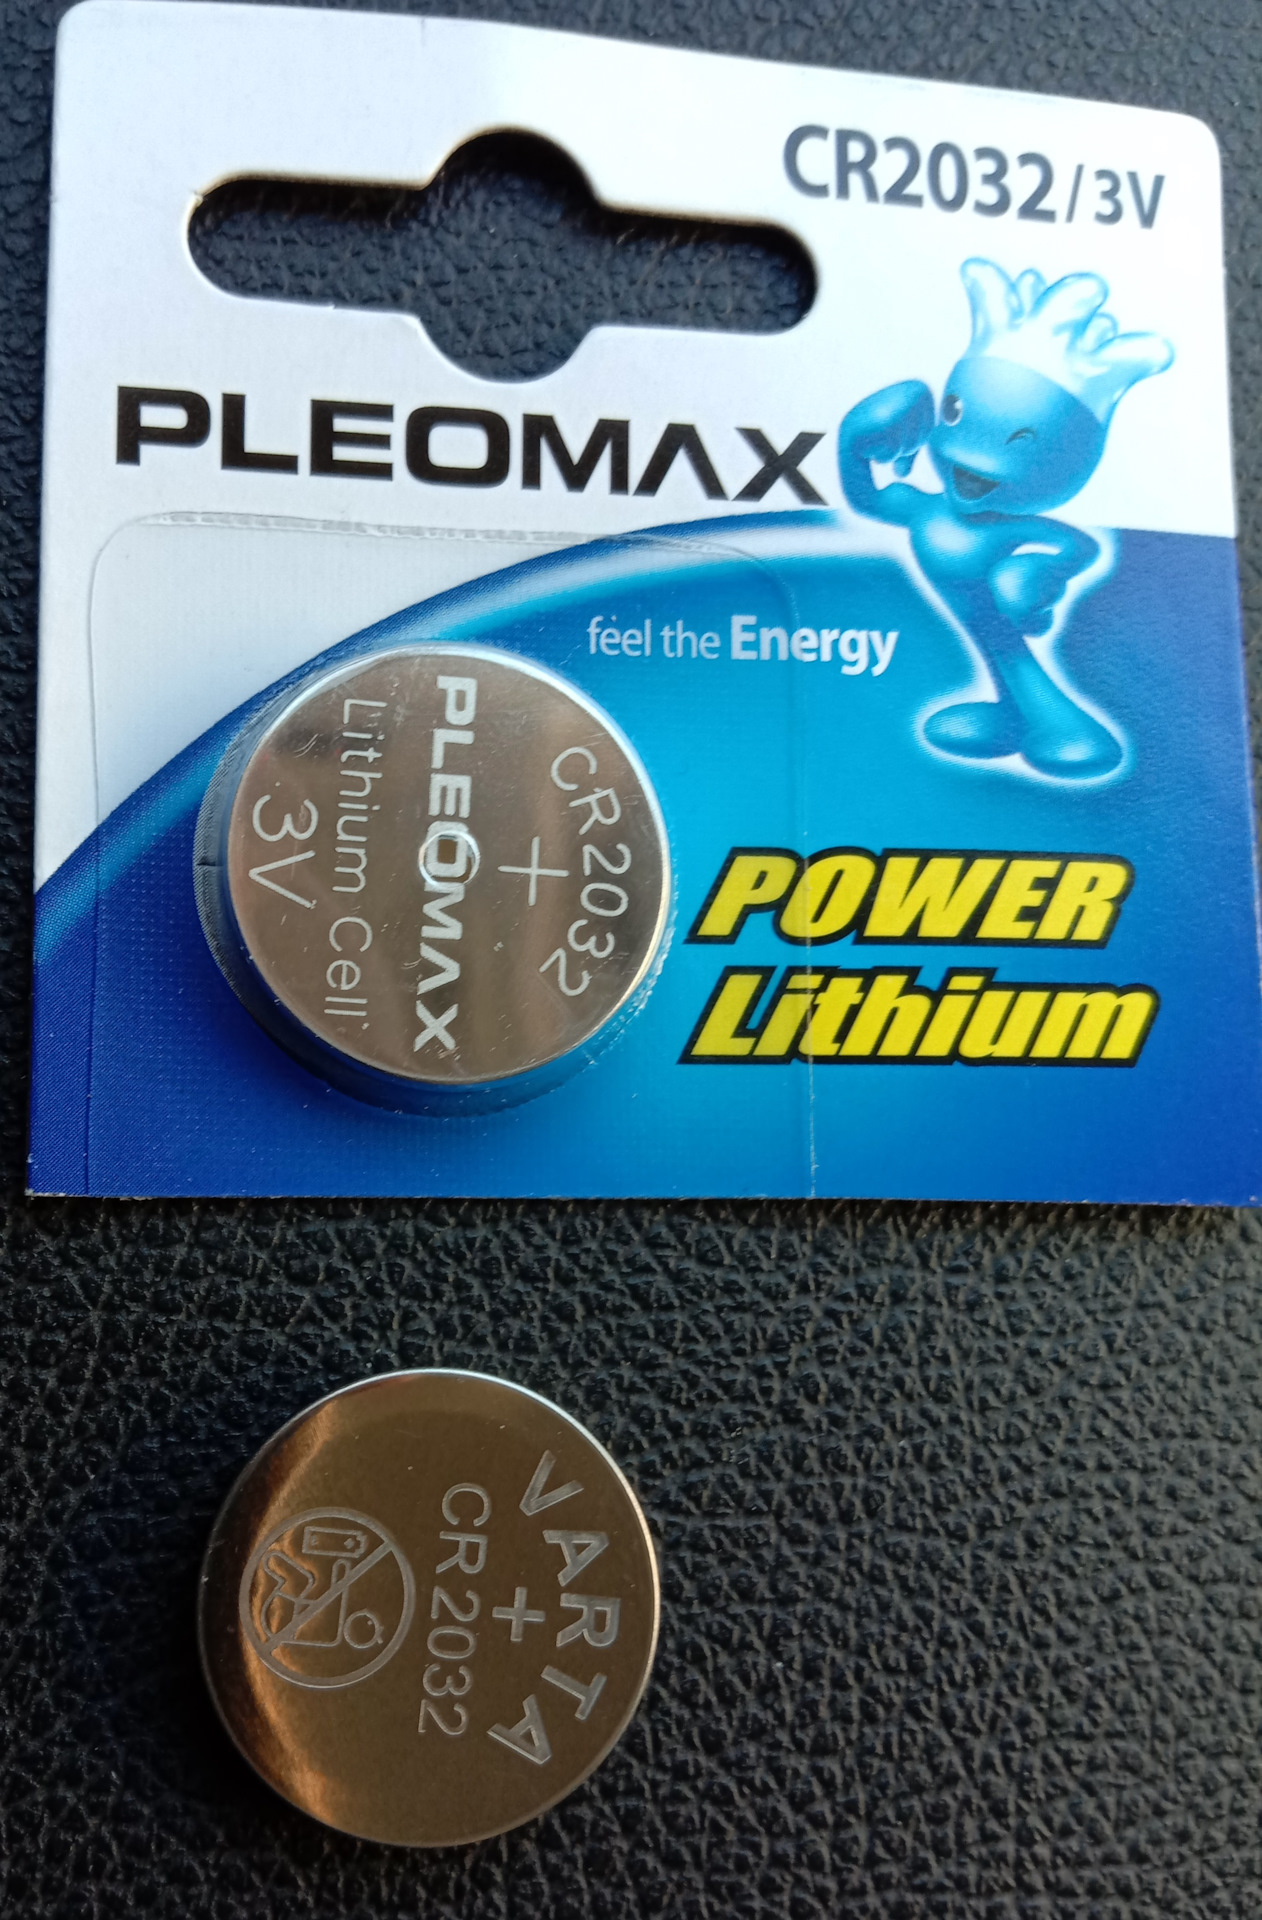 CR2032/3V
PLEOMAX
feel the Energy
CR2032
+
PLEOMAX
Lithium Cell
3V
POWER
Lithium
VARTA
+
CR2032